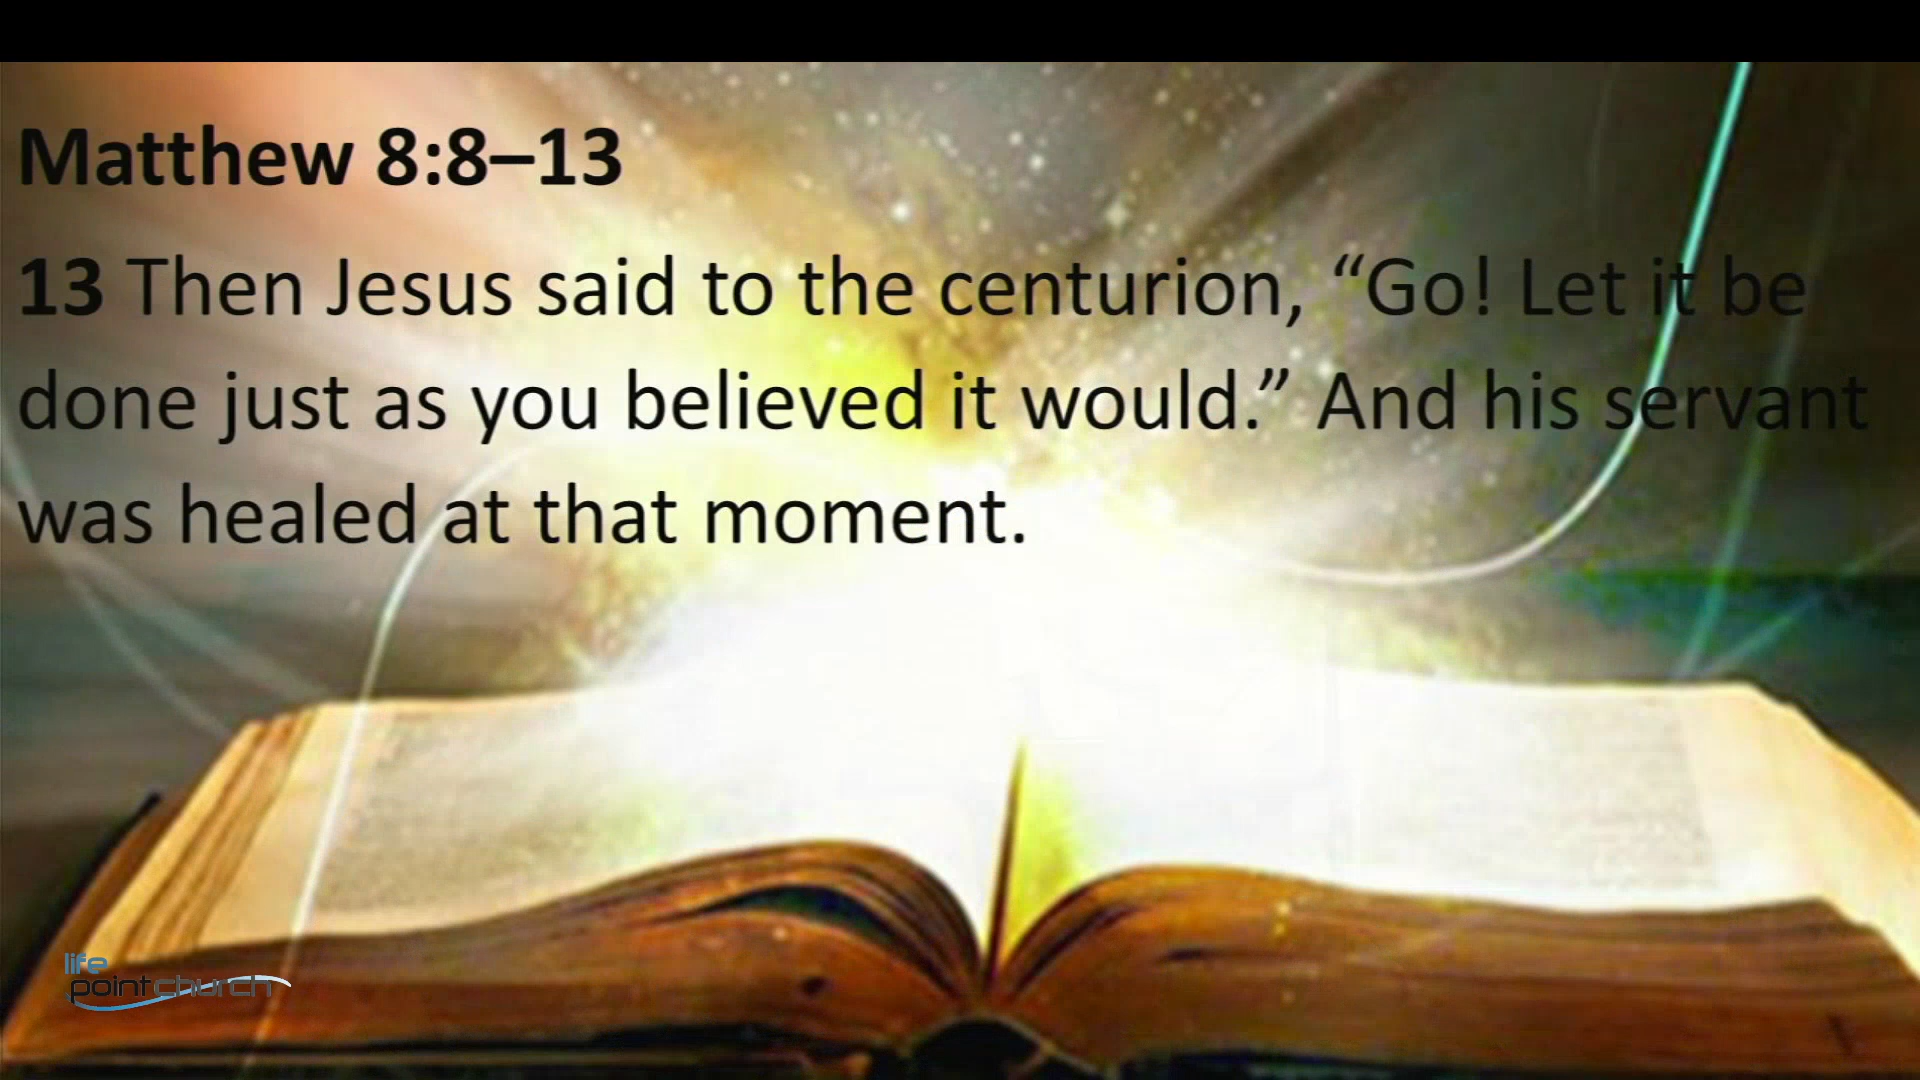 Matthew 8:8–13
13 Then Jesus said to the centurion, “Go! Let it be
done just as you believed it would.” And his servant
was healed at that moment.
life
pointchurch